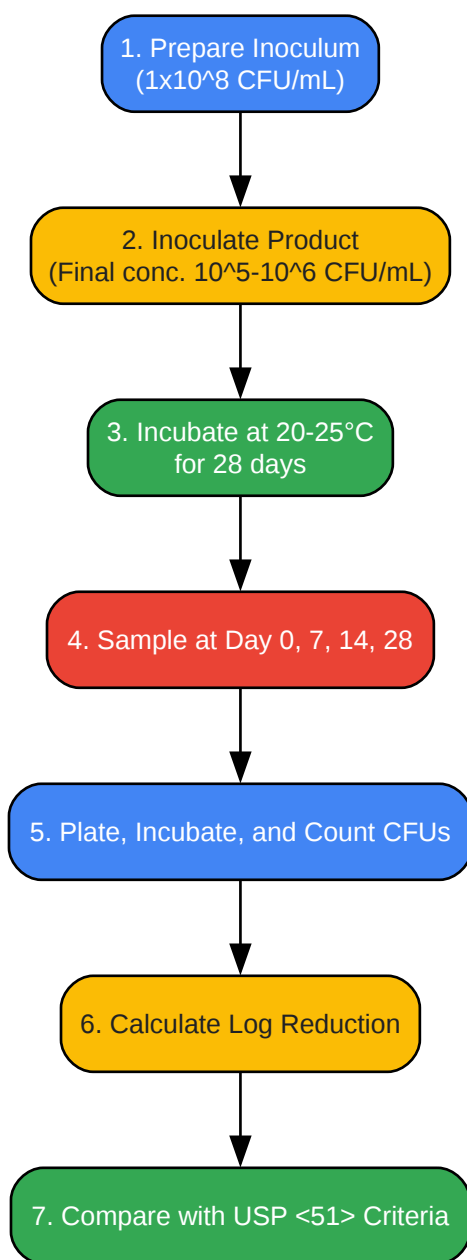 1. Prepare Inoculum
(1x10^8 CFU/mL)
2. Inoculate Product
(Final conc. 10^5-10^6 CFU/mL)
3. Incubate at 20-25°C
for 28 days
4. Sample at Day 0, 7, 14, 28
5. Plate, Incubate, and Count CFUs
6. Calculate Log Reduction
7. Compare with USP <51> Criteria